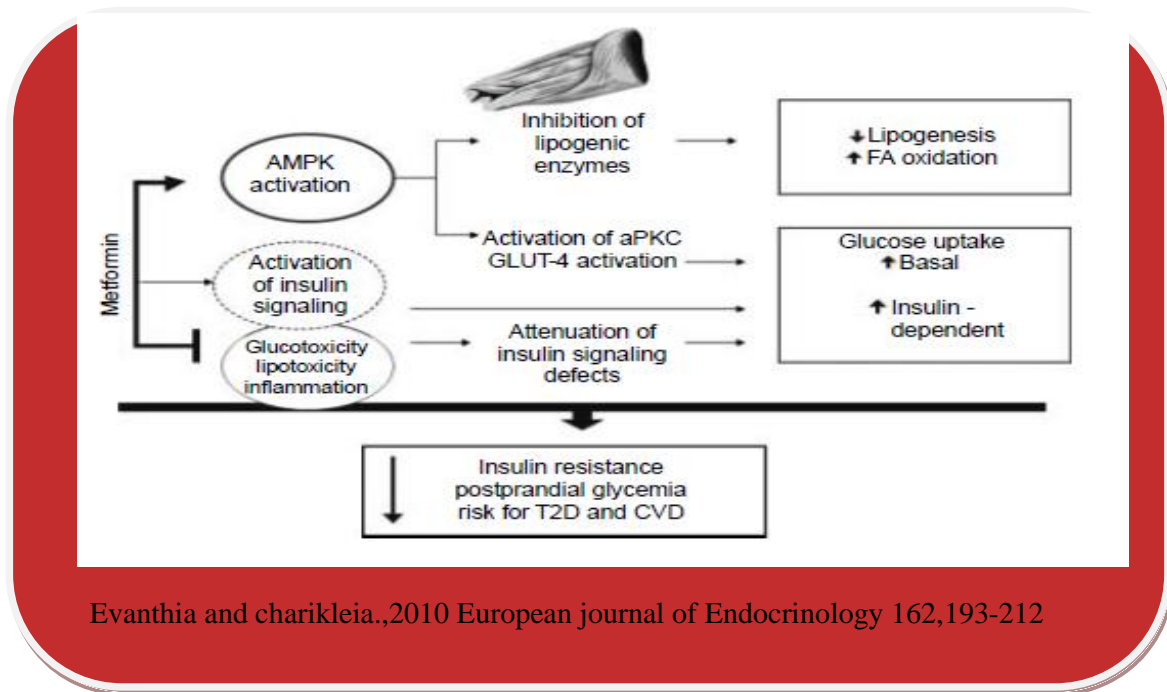 Metformin
AMPK
activation
Inhibition of
lipogenic
enzymes
↓ Lipogenesis
↑ FA oxidation
Activation of aPKC
GLUT-4 activation
Glucose uptake
↑ Basal
↑ Insulin -
dependent
Activation
of insulin
signaling
Glucotoxicity
lipotoxicity
inflammation
Attenuation of
insulin signaling
defects
Insulin resistance
postprandial glycemia
risk for T2D and CVD
Evanthia and charikleia.,2010 European journal of Endocrinology 162,193-212